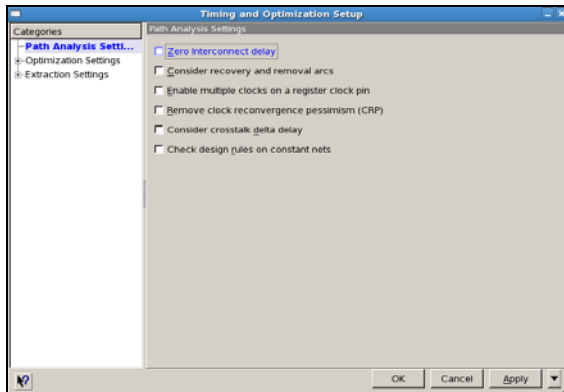 Timing and Optimization Setup
Categories
Path Analysis Setti...
Optimization Settings
Extraction Settings
Path Analysis Settings
Zero Interconnect delay
Consider recovery and removal arcs
Enable multiple clocks on a register clock pin
Remove clock reconvergence pessimism (CRP)
Consider crosstalk delta delay
Check design rules on constant nets
OK
Cancel
Apply